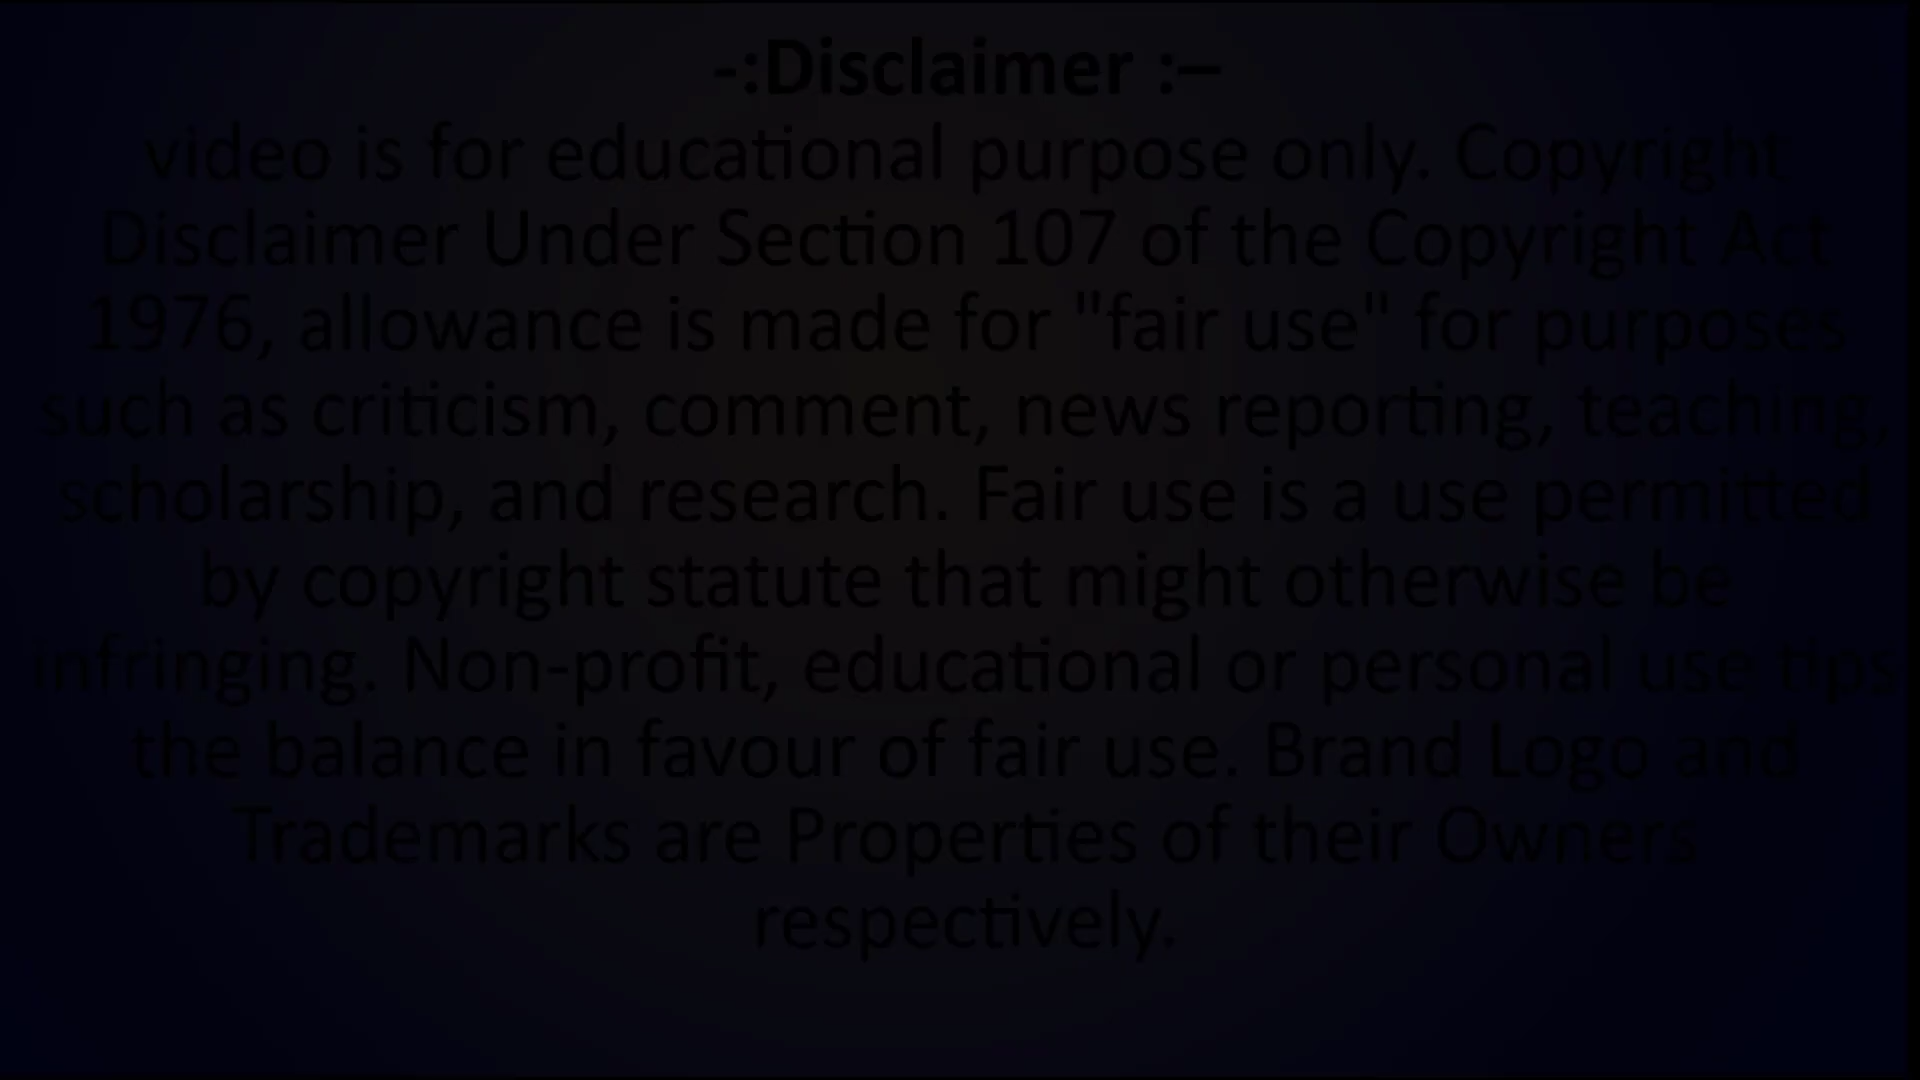 -:Disclaimer :–
video is for educational purpose only. Copyright
Disclaimer Under Section 107 of the Copyright Act
1976, allowance is made for "fair use" for purposes
such as criticism, comment, news reporting, teaching,
scholarship, and research. Fair use is a use permitted
by copyright statute that might otherwise be
infringing. Non-profit, educational or personal use tips
the balance in favour of fair use. Brand Logo and
Trademarks are Properties of their Owners
respectively.